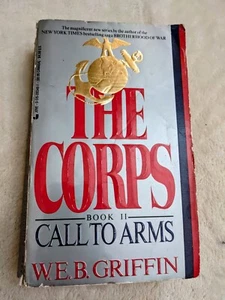 The magnificent new series by the author of the
NEW YORK TIMES bestselling saga BROTHERHOOD OF WAR
THE
CORPS
BOOK II
CALL TO ARMS
W.E.B. GRIFFIN